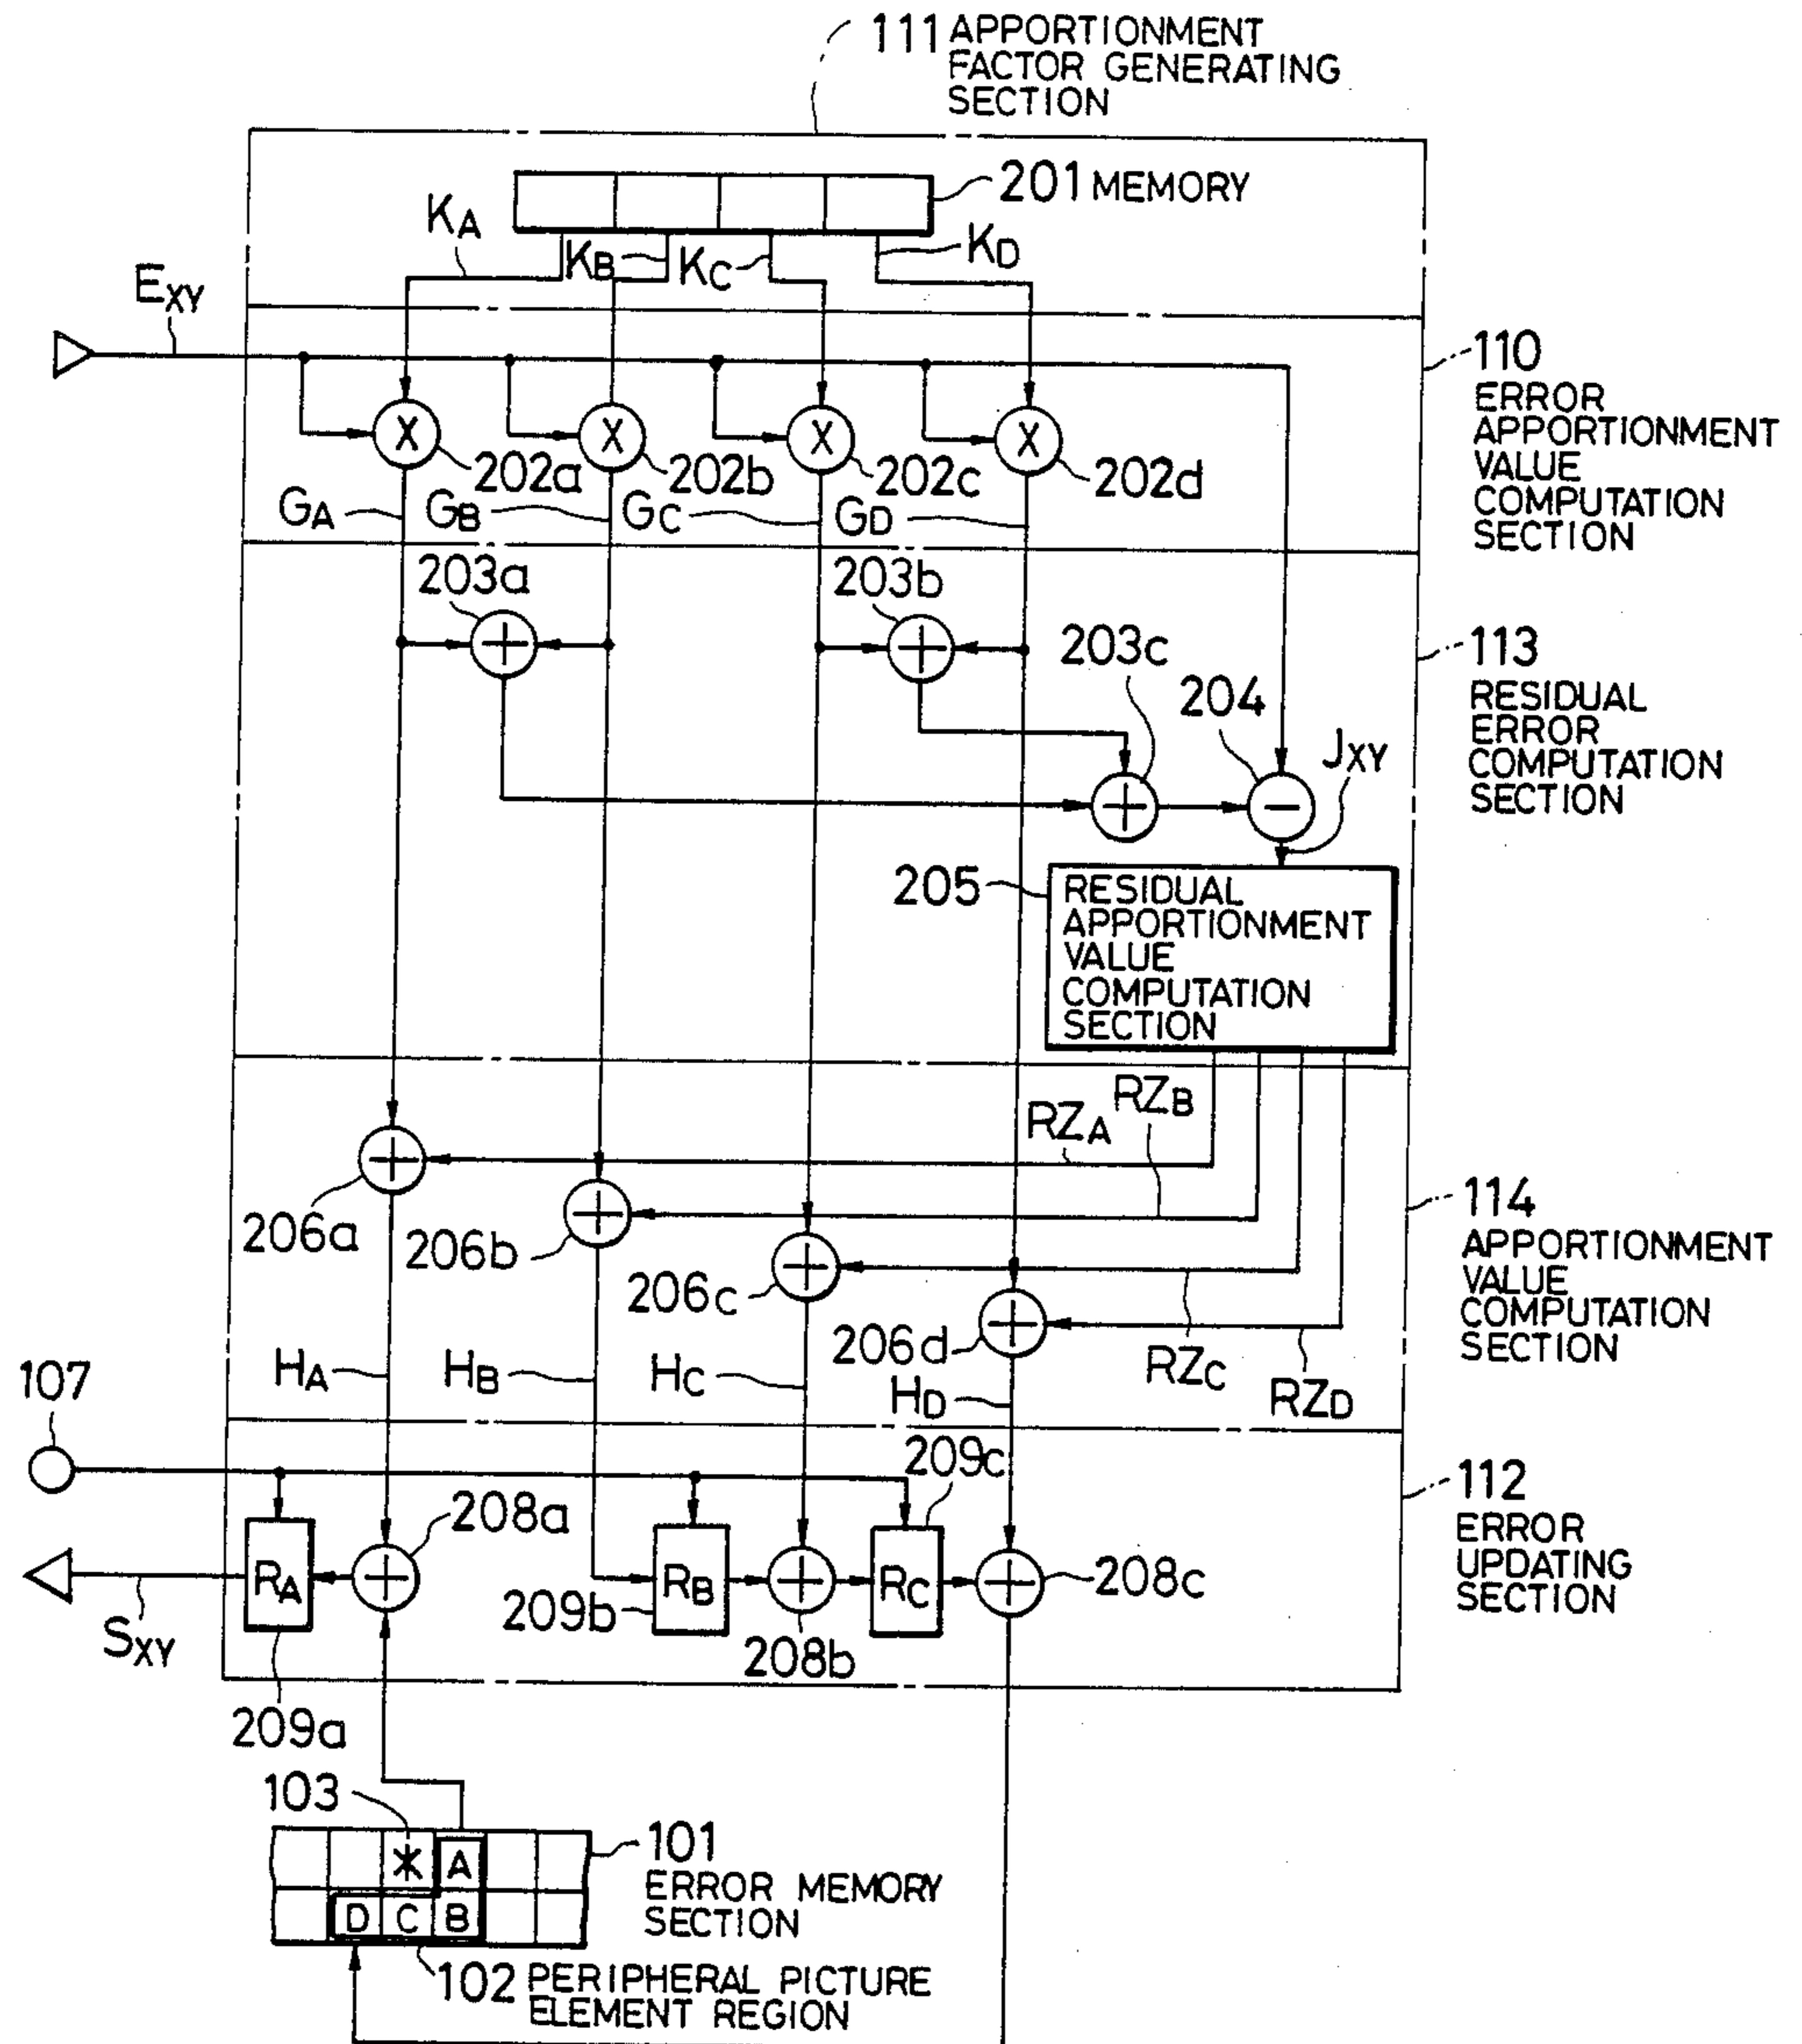 111 APPORTIONMENT
FACTOR GENERATING
SECTION
201 MEMORY
KA
KB
KC
KD
EXY
110
ERROR
APPORTIONMENT
VALUE
COMPUTATION
SECTION
X
X
X
X
202a
202b
202c
202d
GA
GB
GC
GD
203a
203b
+
+
203c
204
JXY
113
RESIDUAL
ERROR
COMPUTATION
SECTION
+
−
205
RESIDUAL
APPORTIONMENT
VALUE
COMPUTATION
SECTION
RZA
RZB
+
206a
+
206b
+
206c
+
206d
RZC
RZD
114
APPORTIONMENT
VALUE
COMPUTATION
SECTION
HA
HB
HC
HD
107
209c
112
ERROR
UPDATING
SECTION
208a
RA
+
RB
+
RC
+
208c
209b
208b
SXY
209a
103
* A
D C B
101
ERROR MEMORY
SECTION
102 PERIPHERAL PICTURE
ELEMENT REGION